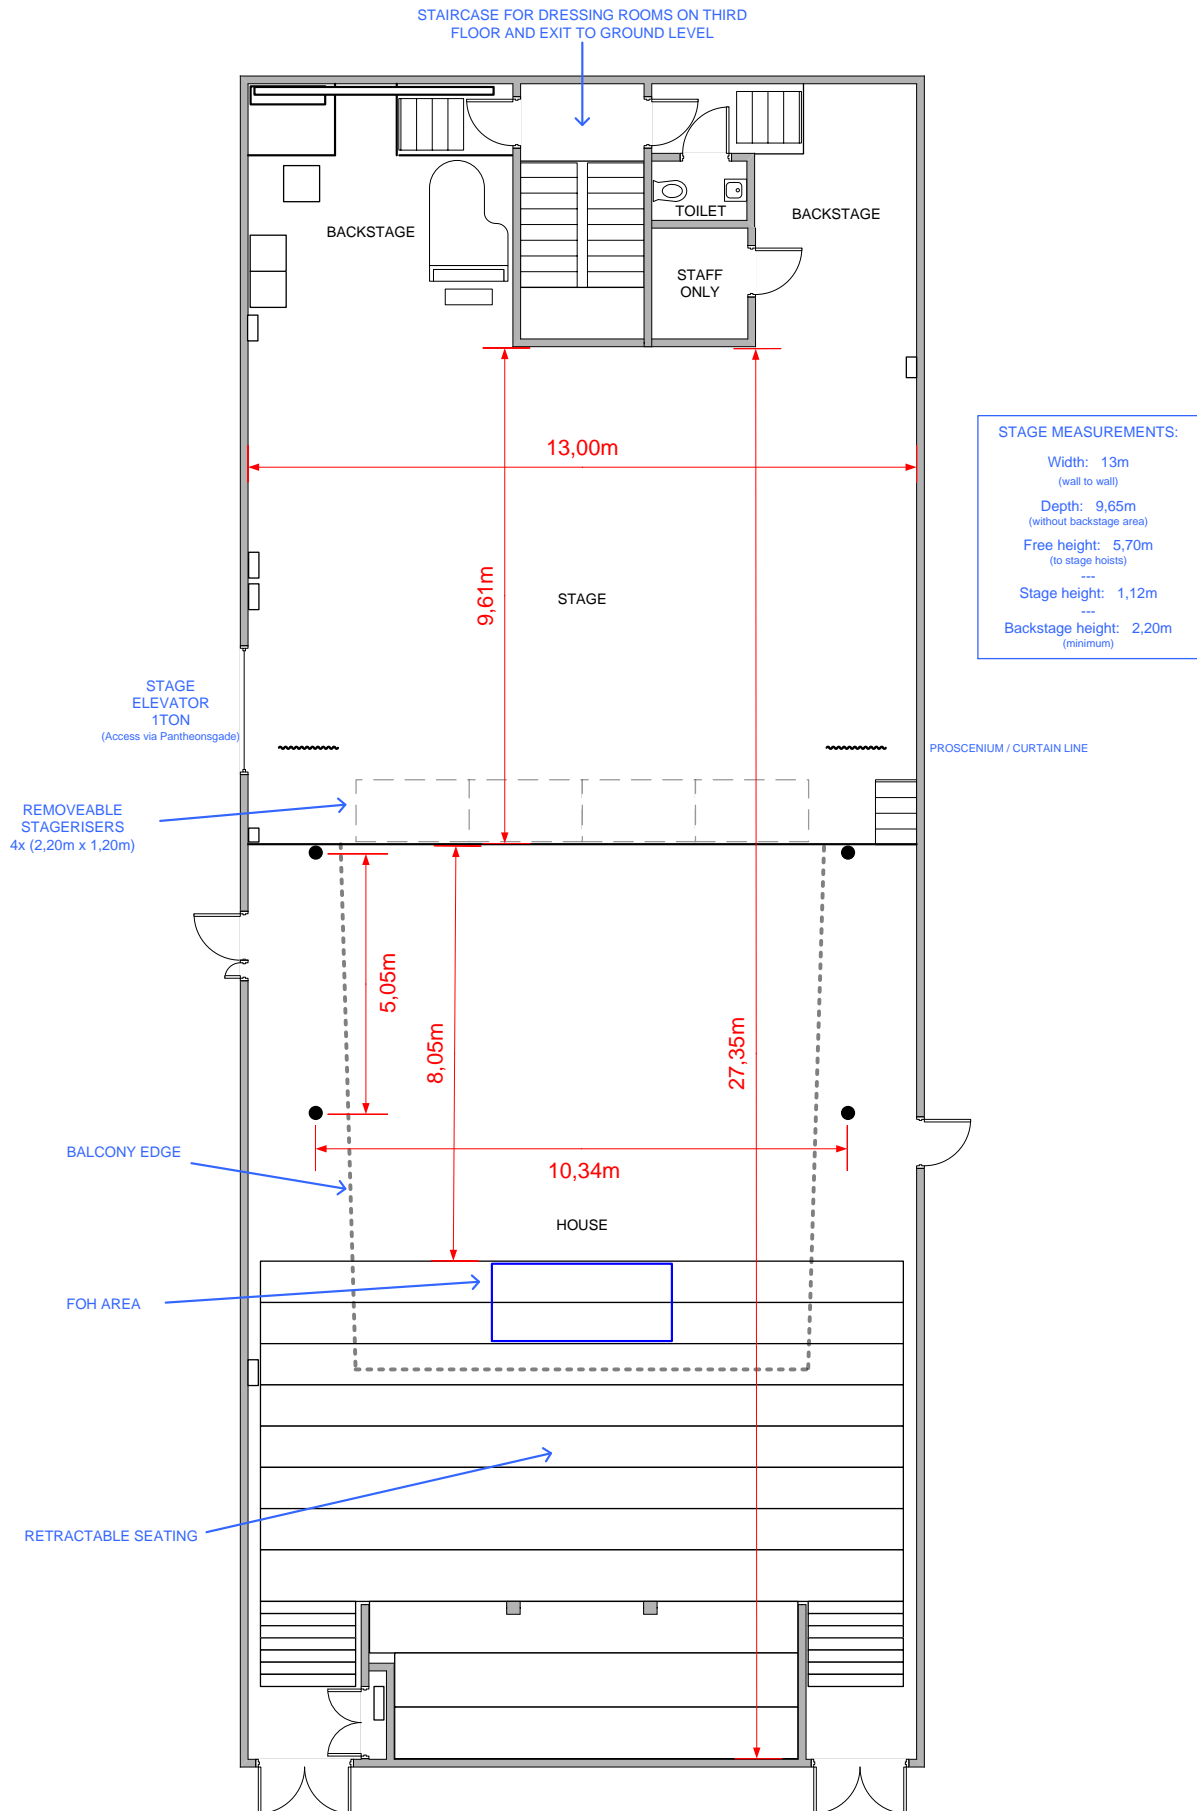 STAIRCASE FOR DRESSING ROOMS ON THIRD
FLOOR AND EXIT TO GROUND LEVEL
BACKSTAGE
TOILET
BACKSTAGE
STAFF
ONLY
13,00m
STAGE MEASUREMENTS:
Width: 13m
(wall to wall)
Depth: 9,65m
(without backstage area)
Free height: 5,70m
(to stage hoists)
---
Stage height: 1,12m
---
Backstage height: 2,20m
(minimum)
9,61m
STAGE
STAGE
ELEVATOR
1TON
(Access via Pantheonsgade)
PROSCENIUM / CURTAIN LINE
REMOVEABLE
STAGERISERS
4x (2,20m x 1,20m)
5,05m
8,05m
27,35m
BALCONY EDGE
10,34m
HOUSE
FOH AREA
RETRACTABLE SEATING